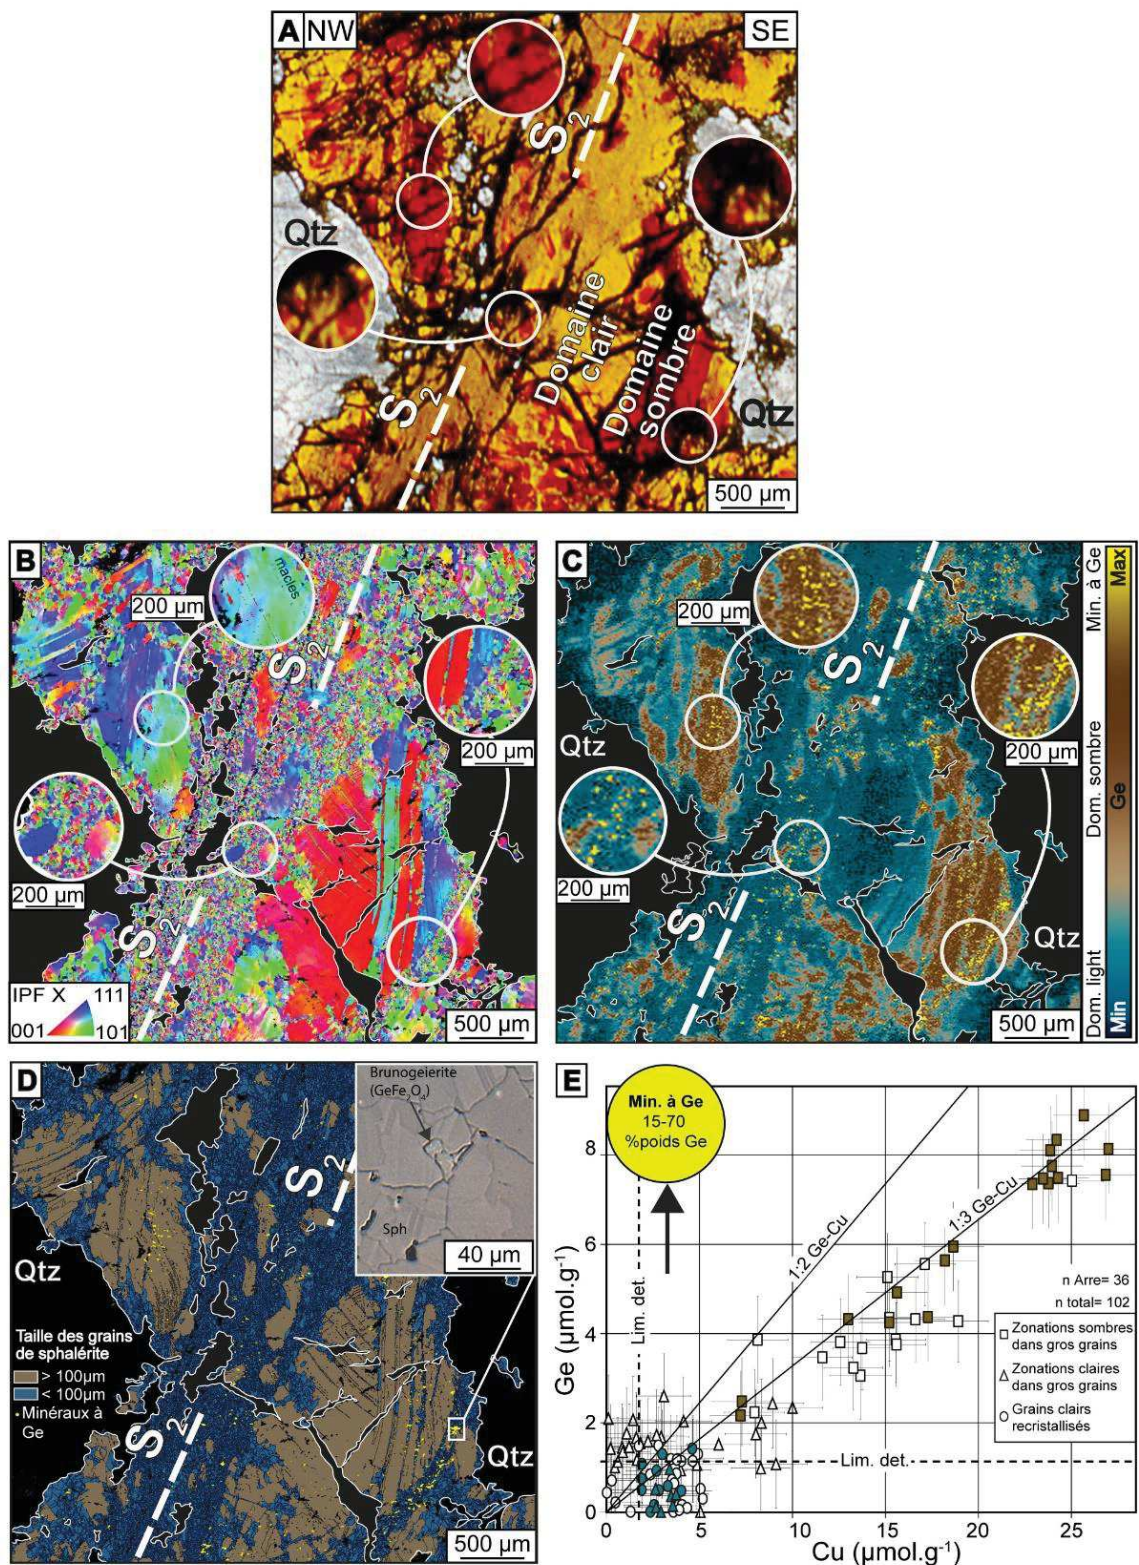 A NW
SE
S₂
Qtz
Domaine
clair
Domaine
sombre
S₂
Qtz
500 µm
B
200 µm
macles
S₂
200 µm
200 µm
S₂
IPF X
111
001
101
500 µm
C
200 µm
S₂
Qtz
200 µm
200 µm
S₂
Qtz
500 µm
Min. à Ge
Max
Dom. sombre
Ge
Dom. light
Min
D
Brunogeierite
(GeFe₂O₄)
S₂
Sph
40 µm
Qtz
Taille des grains
de sphalérite
> 100µm
< 100µm
Minéraux à
Ge
S₂
Qtz
500 µm
E
Min. à Ge
15-70
%poids Ge
8
6
4
2
0
Ge (µmol.g⁻¹)
Lim. det.
1:2 Ge-Cu
1:3 Ge-Cu
n Arre= 36
n total= 102
Zonations sombres
dans gros grains
Zonations claires
dans gros grains
Grains clairs
recristallisés
Lim. det.
0 5 10 15 20 25
Cu (µmol.g⁻¹)